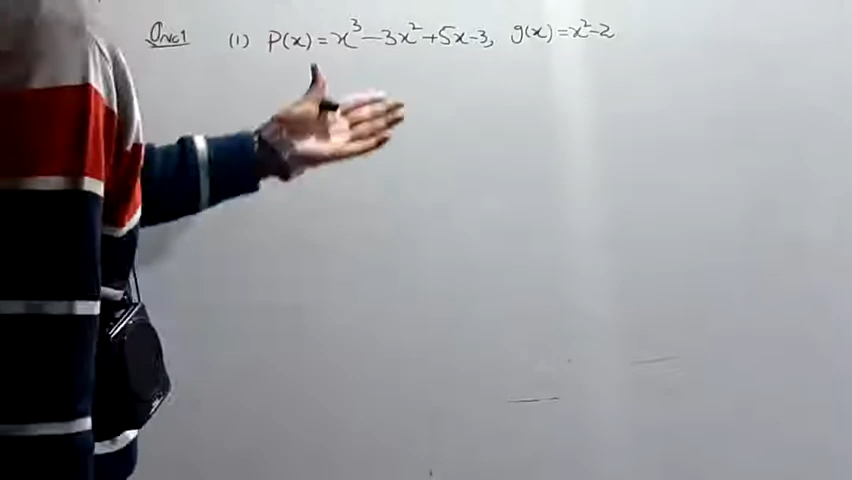 Qno1 (1) P(x) = x³ - 3x² + 5x - 3, g(x) = x² - 2